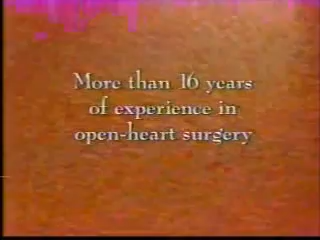 More than 16 years
of experience in
open-heart surgery